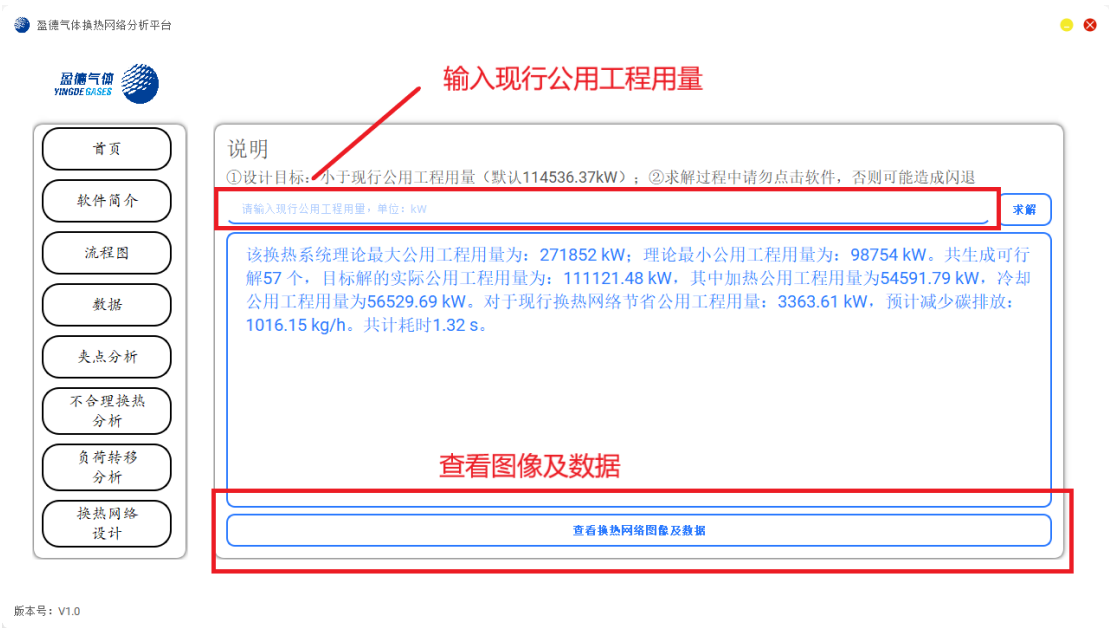 盈德气体换热网络分析平台
盈德气体
YINGDE GASES
输入现行公用工程用量
首页
软件简介
流程图
数据
夹点分析
不合理换热
分析
负荷转移
分析
换热网络
设计
说明
①设计目标：小于现行公用工程用量（默认114536.37kW）；②求解过程中请勿点击软件，否则可能造成闪退
请输入现行公用工程用量，单位：kW
求解
该换热系统理论最大公用工程用量为：271852 kW；理论最小公用工程用量为：98754 kW。共生成可行
解57 个，目标解的实际公用工程用量为：111121.48 kW，其中加热公用工程用量为54591.79 kW，冷却
公用工程用量为56529.69 kW。对于现行换热网络节省公用工程用量：3363.61 kW，预计减少碳排放：
1016.15 kg/h。共计耗时1.32 s。
查看图像及数据
查看换热网络图像及数据
版本号：V1.0